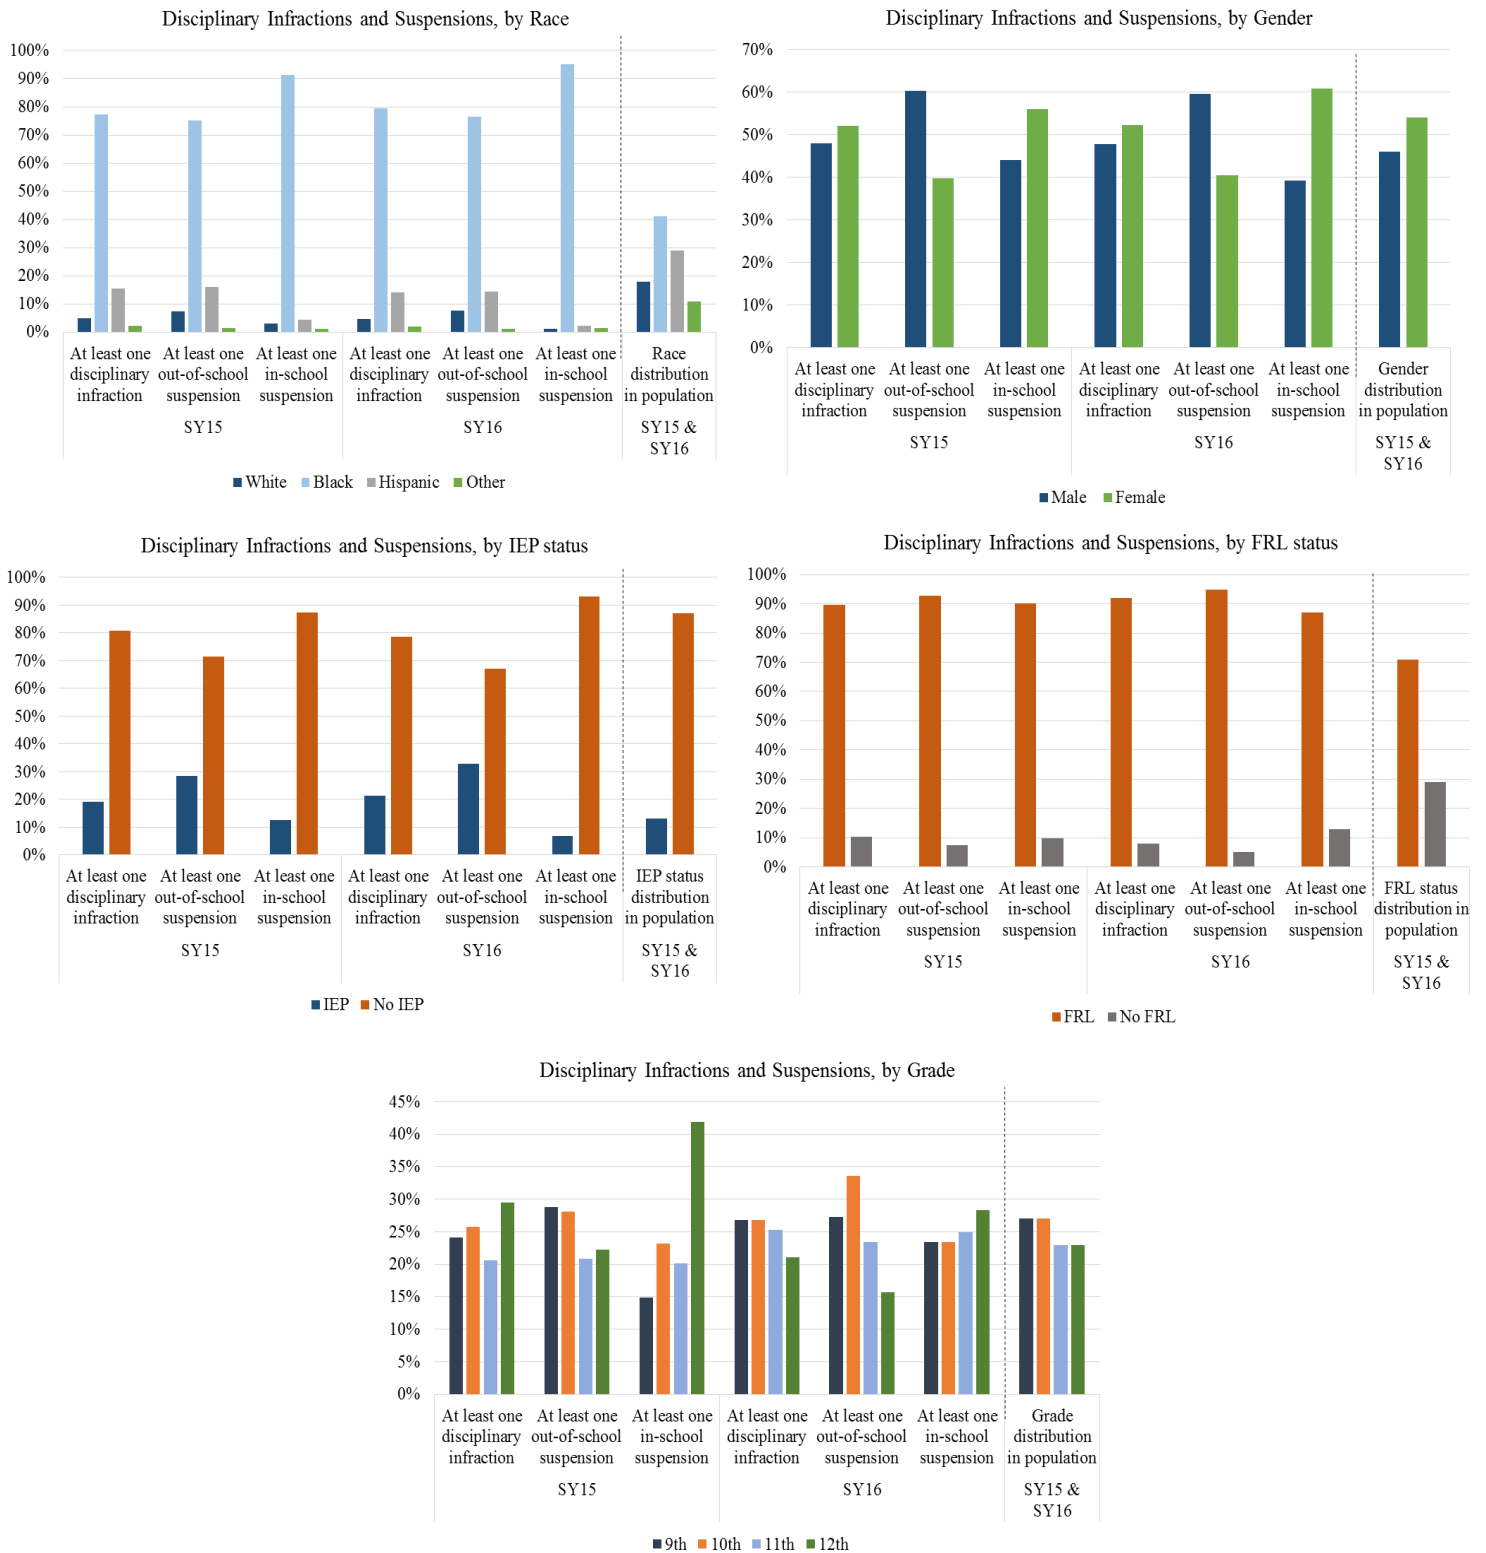 Disciplinary Infractions and Suspensions, by Race
100%
90%
80%
70%
60%
50%
40%
30%
20%
10%
0%
At least one disciplinary infraction
At least one out-of-school suspension
At least one in-school suspension
At least one disciplinary infraction
At least one out-of-school suspension
At least one in-school suspension
Race distribution in population
SY15
SY16
SY15 & SY16
White Black Hispanic Other
Disciplinary Infractions and Suspensions, by Gender
70%
60%
50%
40%
30%
20%
10%
0%
At least one disciplinary infraction
At least one out-of-school suspension
At least one in-school suspension
At least one disciplinary infraction
At least one out-of-school suspension
At least one in-school suspension
Gender distribution in population
SY15
SY16
SY15 & SY16
Male Female
Disciplinary Infractions and Suspensions, by IEP status
100%
90%
80%
70%
60%
50%
40%
30%
20%
10%
0%
At least one disciplinary infraction
At least one out-of-school suspension
At least one in-school suspension
At least one disciplinary infraction
At least one out-of-school suspension
At least one in-school suspension
IEP status distribution in population
SY15
SY16
SY15 & SY16
IEP No IEP
Disciplinary Infractions and Suspensions, by FRL status
100%
90%
80%
70%
60%
50%
40%
30%
20%
10%
0%
At least one disciplinary infraction
At least one out-of-school suspension
At least one in-school suspension
At least one disciplinary infraction
At least one out-of-school suspension
At least one in-school suspension
FRL status distribution in population
SY15
SY16
SY15 & SY16
FRL No FRL
Disciplinary Infractions and Suspensions, by Grade
45%
40%
35%
30%
25%
20%
15%
10%
5%
0%
At least one disciplinary infraction
At least one out-of-school suspension
At least one in-school suspension
At least one disciplinary infraction
At least one out-of-school suspension
At least one in-school suspension
Grade distribution in population
SY15
SY16
SY15 & SY16
9th 10th 11th 12th